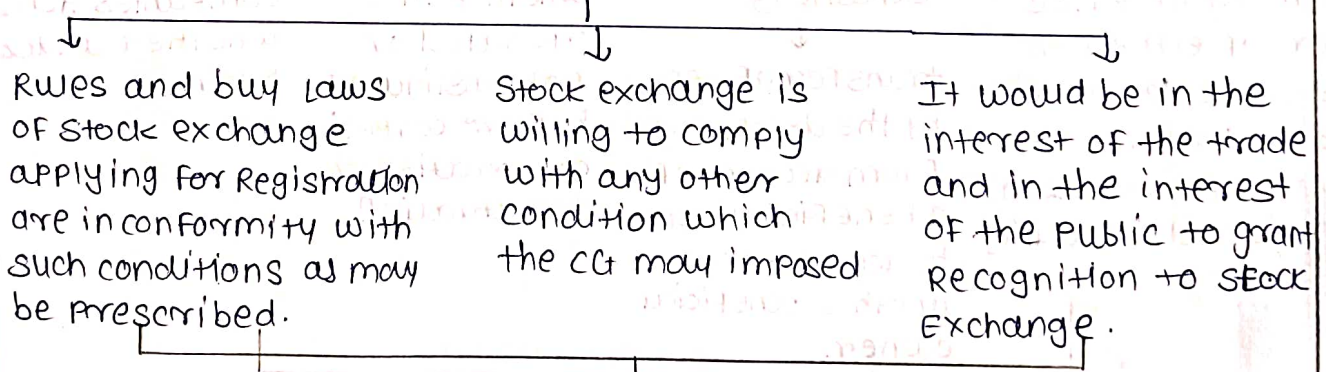 Rules and buy Laws
of Stock exchange
applying for Registration
are in conformity with
such conditions as may
be prescribed.
Stock exchange is
willing to comply
with any other
condition which
the CG may imposed
It would be in the
interest of the trade
and in the interest
of the public to grant
Recognition to Stock
Exchange.